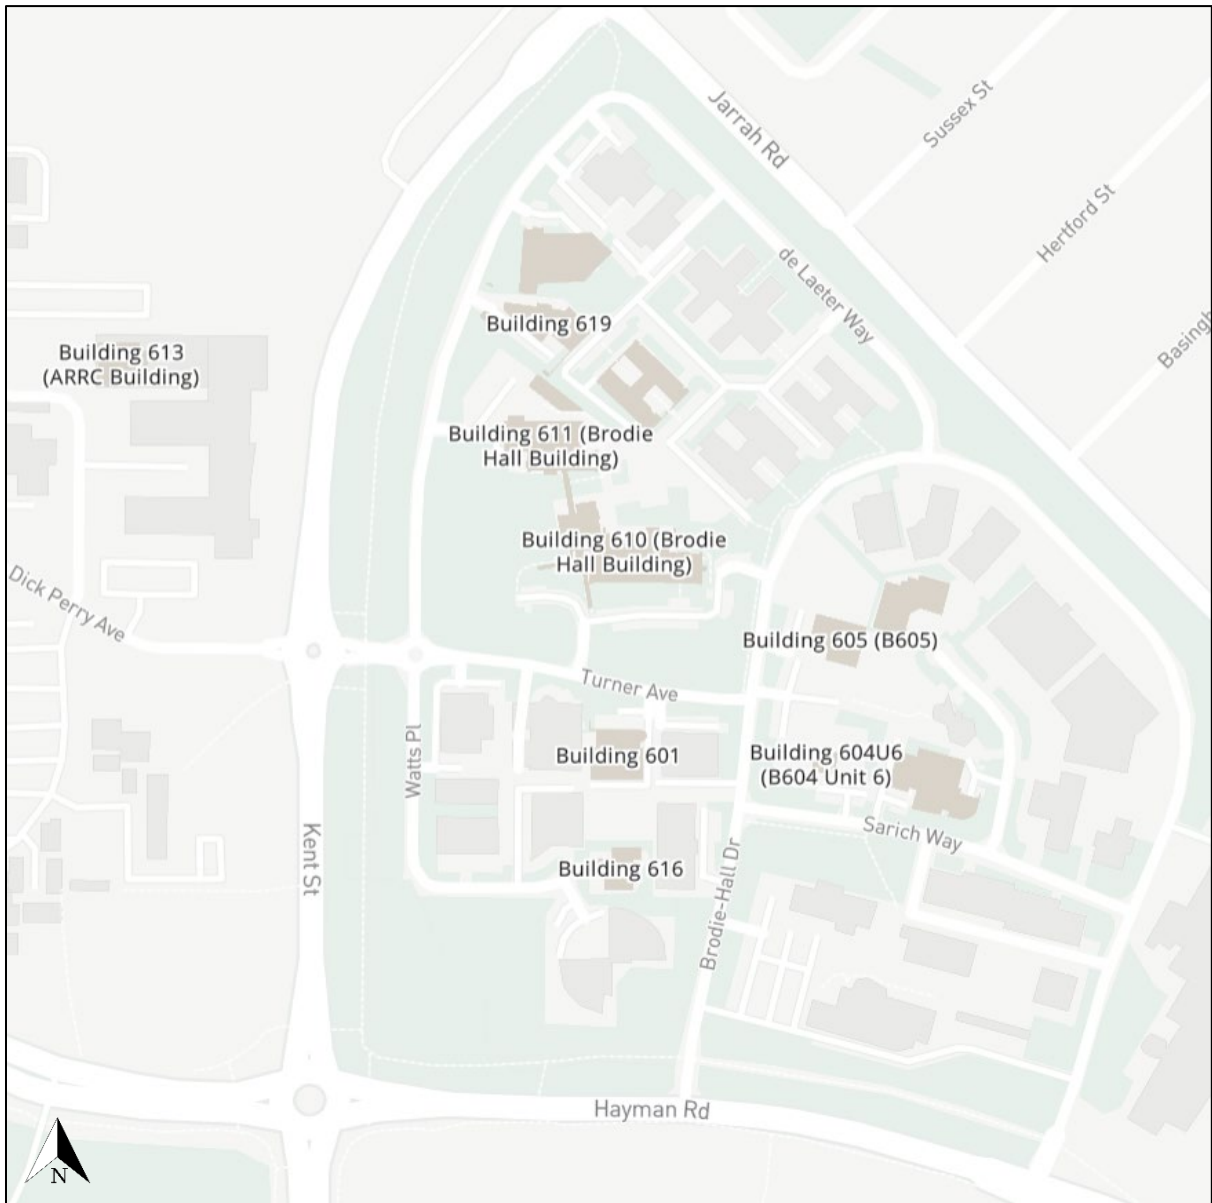 Jarrah Rd
Sussex St
Hertford St
Basingh
de Laeter Way
Building 619
Building 613
(ARRC Building)
Building 611 (Brodie
Hall Building)
Building 610 (Brodie
Hall Building)
Dick Perry Ave
Building 605 (B605)
Turner Ave
Watts Pl
Building 601
Building 604U6
(B604 Unit 6)
Sarich Way
Kent St
Building 616
Brodie-Hall Dr
Hayman Rd
N